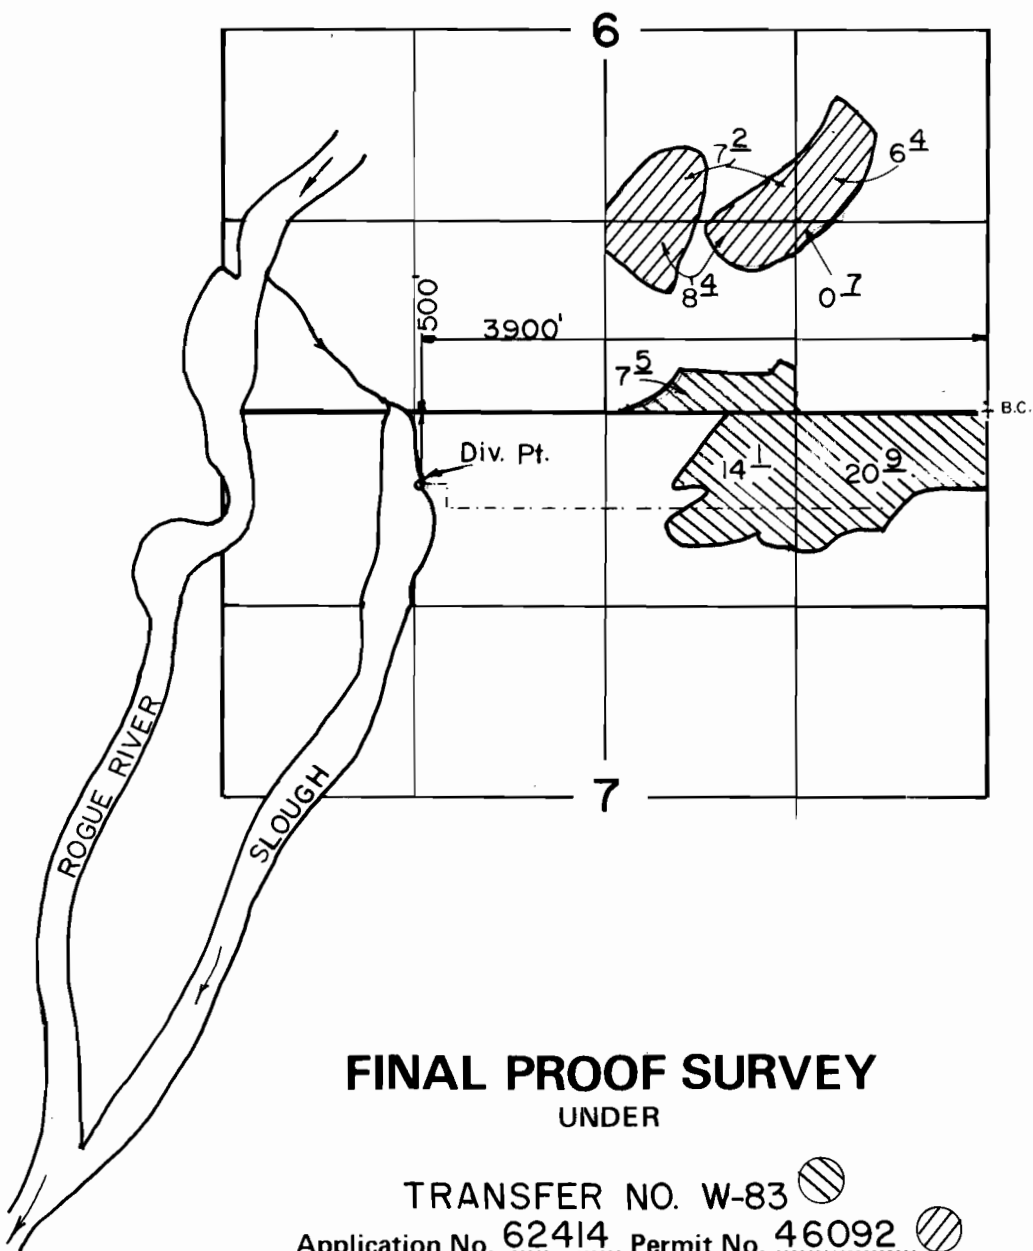 6
7 2
6 4
8 4
0 7
500'
3900'
7 5
B.C.
Div. Pt.
14 1
20 9
ROGUE RIVER
SLOUGH
7
FINAL PROOF SURVEY
UNDER
TRANSFER NO. W-83
Application No. 62414 Permit No. 46092